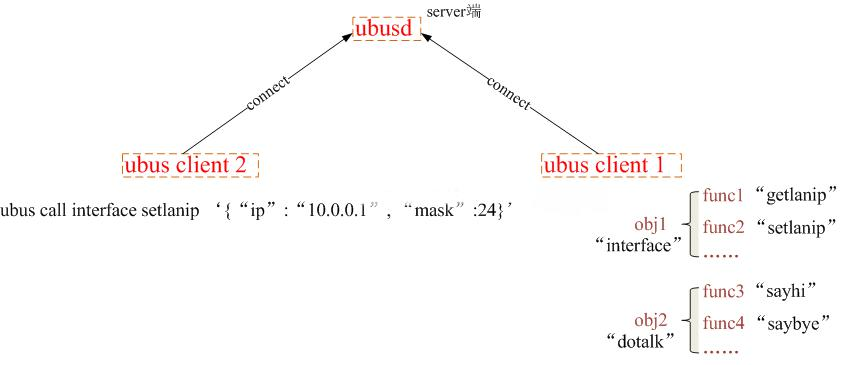 server端
ubusd
connect
connect
ubus client 2
ubus client 1
ubus call interface setlanip ‘{“ip”:“10.0.0.1”, “mask”:24}’
func1 “getlanip”
obj1
func2 “setlanip”
“interface”
......
func3 “sayhi”
obj2
func4 “saybye”
“dotalk”
......